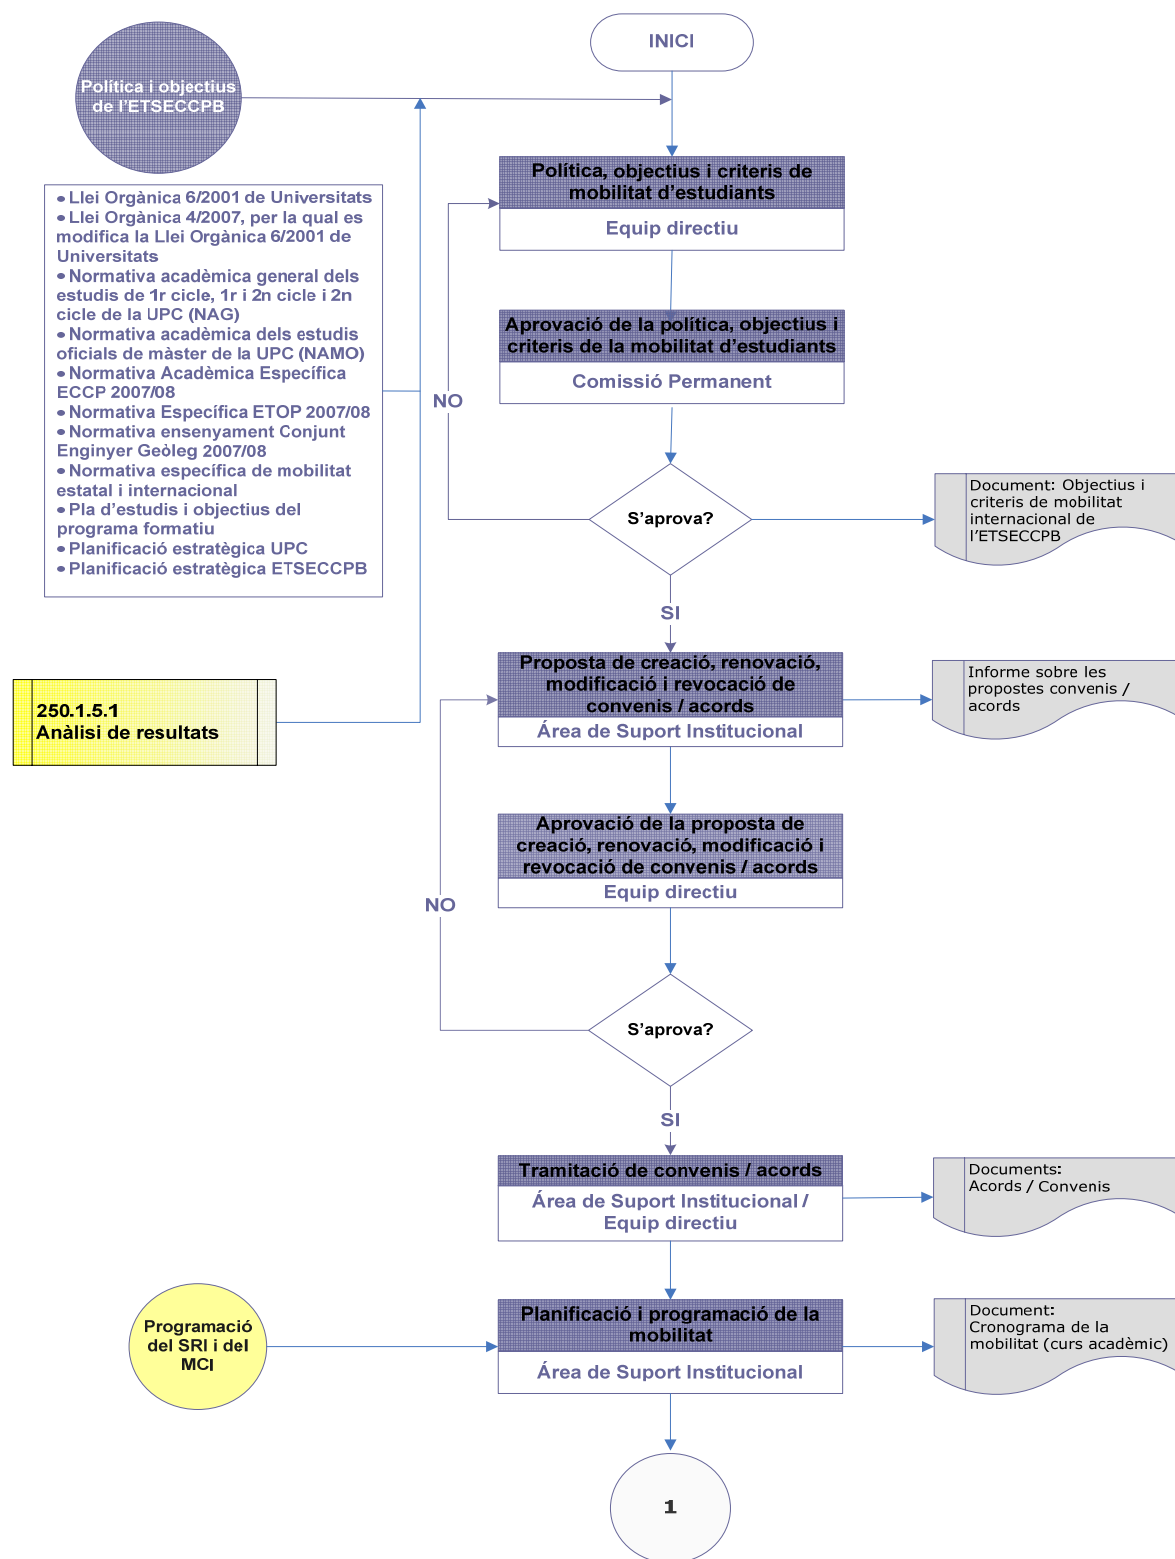 INICI
Política i objectius
de l'ETSECCPB
Política, objectius i criteris de
mobilitat d'estudiants
Equip directiu
• Llei Orgànica 6/2001 de Universitats
• Llei Orgànica 4/2007, per la qual es
modifica la Llei Orgànica 6/2001 de
Universitats
• Normativa acadèmica general dels
estudis de 1r cicle, 1r i 2n cicle i 2n
cicle de la UPC (NAG)
• Normativa acadèmica dels estudis
oficials de màster de la UPC (NAMO)
• Normativa Acadèmica Específica
ECCP 2007/08
• Normativa Específica ETOP 2007/08
• Normativa ensenyament Conjunt
Enginyer Geòleg 2007/08
• Normativa específica de mobilitat
estatal i internacional
• Pla d'estudis i objectius del
programa formatiu
• Planificació estratègica UPC
• Planificació estratègica ETSECCPB
Aprovació de la política, objectius i
criteris de la mobilitat d'estudiants
Comissió Permanent
NO
S'aprova?
Document: Objectius i
criteris de mobilitat
internacional de
l'ETSECCPB
SI
250.1.5.1
Anàlisi de resultats
Proposta de creació, renovació,
modificació i revocació de
convenis / acords
Área de Suport Institucional
Informe sobre les
propostes convenis /
acords
Aprovació de la proposta de
creació, renovació, modificació i
revocació de convenis / acords
Equip directiu
NO
S'aprova?
SI
Tramitació de convenis / acords
Área de Suport Institucional /
Equip directiu
Documents:
Acords / Convenis
Programació
del SRI i del
MCI
Planificació i programació de la
mobilitat
Área de Suport Institucional
Document:
Cronograma de la
mobilitat (curs acadèmic)
1